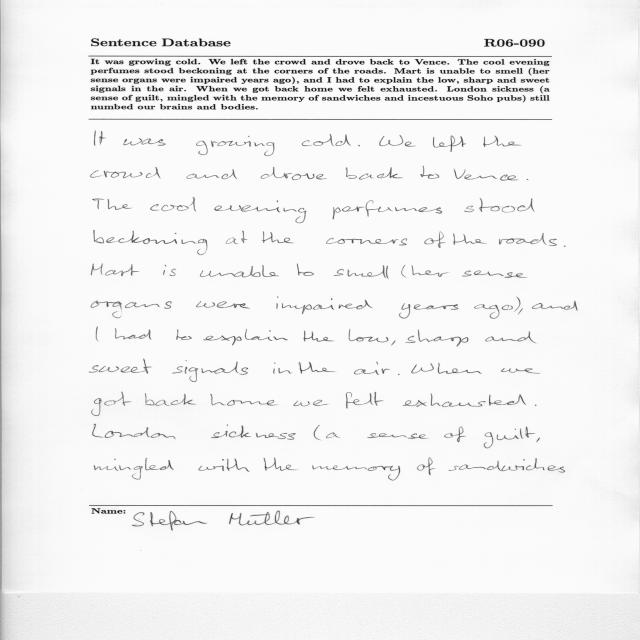 Sentence Database R06-090
It was growing cold. We left the crowd and drove back to Vence. The cool evening
perfumes stood beckoning at the corners of the roads. Mart is unable to smell (her
sense organs were impaired years ago), and I had to explain the low, sharp and sweet
signals in the air. When we got back home we felt exhausted. London sickness (a
sense of guilt, mingled with the memory of sandwiches and incestuous Soho pubs) still
numbed our brains and bodies.
It was growing cold. We left the
crowd and drove back to Vence.
The cool evening perfumes stood
beckoning at the corners of the roads.
Mart is unable to smell (her sense
organs were impaired years ago), and
I had to explain the low, sharp and
sweet signals in the air. When we
got back home we felt exhausted.
London sickness (a sense of guilt,
mingled with the memory of sandwiches
Name: Stefan Müller